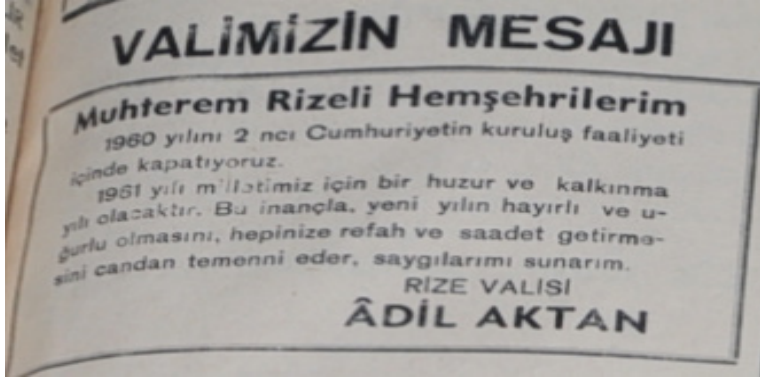 VALİMİZİN MESAJI
Muhterem Rizeli Hemşehrilerim
1960 yılını 2 nci Cumhuriyetin kuruluş faaliyeti
içinde kapatıyoruz.
1961 yılı milletimiz için bir huzur ve kalkınma
yılı olacaktır. Bu inançla, yeni yılın hayırlı ve u-
ğurlu olmasını, hepinize refah ve saadet getirme-
sini candan temenni eder, saygılarımı sunarım.
RİZE VALİSİ
ÂDİL AKTAN